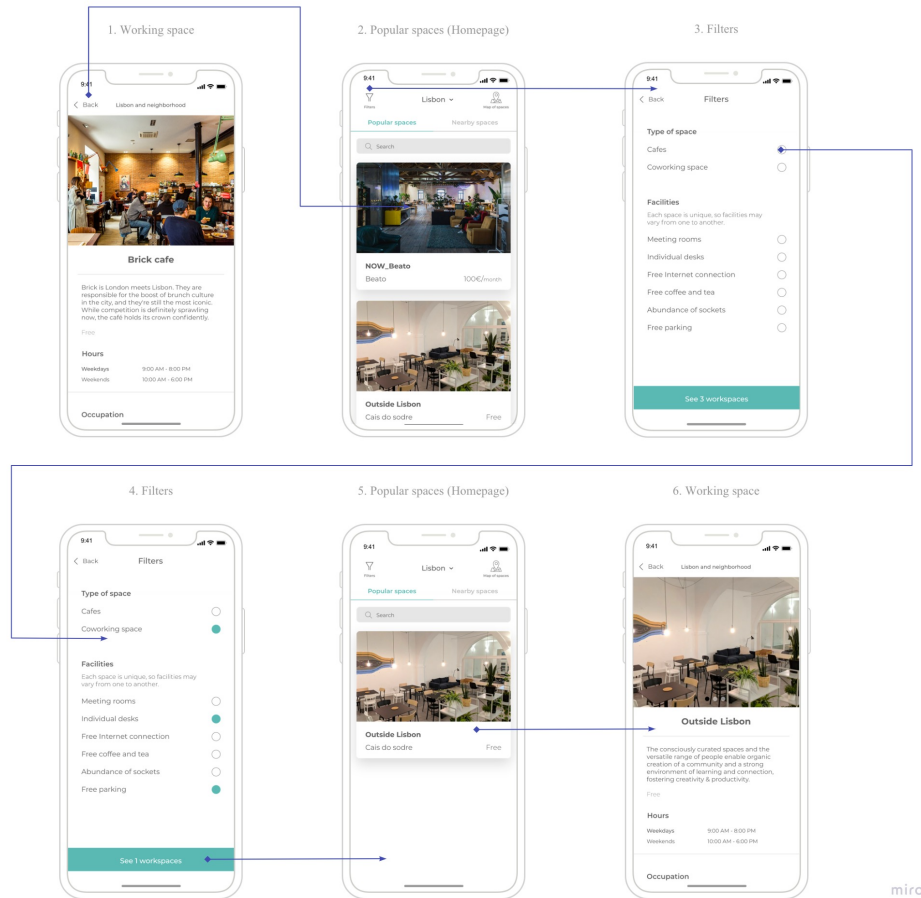 1. Working space
2. Popular spaces (Homepage)
3. Filters
9:41
Back
Lisbon and neighborhood
Brick cafe
Brick is London meets Lisbon. They are
responsible for the boost of brunch culture
in the city, and they're still the most iconic.
While competition is definitely sprawling
now, the café holds its crown confidently.
Free
Hours
Weekdays 9:00 AM - 8:00 PM
Weekends 10:00 AM - 6:00 PM
Occupation
9:41
Filters
Lisbon
Map of spaces
Popular spaces
Nearby spaces
Search
NOW_Beato
Beato 100€/month
Outside Lisbon
Cais do sodre Free
9:41
Back
Filters
Type of space
Cafes
Coworking space
Facilities
Each space is unique, so facilities may
vary from one to another.
Meeting rooms
Individual desks
Free Internet connection
Free coffee and tea
Abundance of sockets
Free parking
See 3 workspaces
4. Filters
5. Popular spaces (Homepage)
6. Working space
9:41
Back
Filters
Type of space
Cafes
Coworking space
Facilities
Each space is unique, so facilities may
vary from one to another.
Meeting rooms
Individual desks
Free Internet connection
Free coffee and tea
Abundance of sockets
Free parking
See 1 workspaces
9:41
Filters
Lisbon
Map of spaces
Popular spaces
Nearby spaces
Search
Outside Lisbon
Cais do sodre Free
9:41
Back
Lisbon and neighborhood
Outside Lisbon
The consciously curated spaces and the
versatile range of people enable organic
creation of a community and a strong
environment of learning and connection,
fostering creativity & productivity.
Free
Hours
Weekdays 9:00 AM - 8:00 PM
Weekends 10:00 AM - 6:00 PM
Occupation
miro